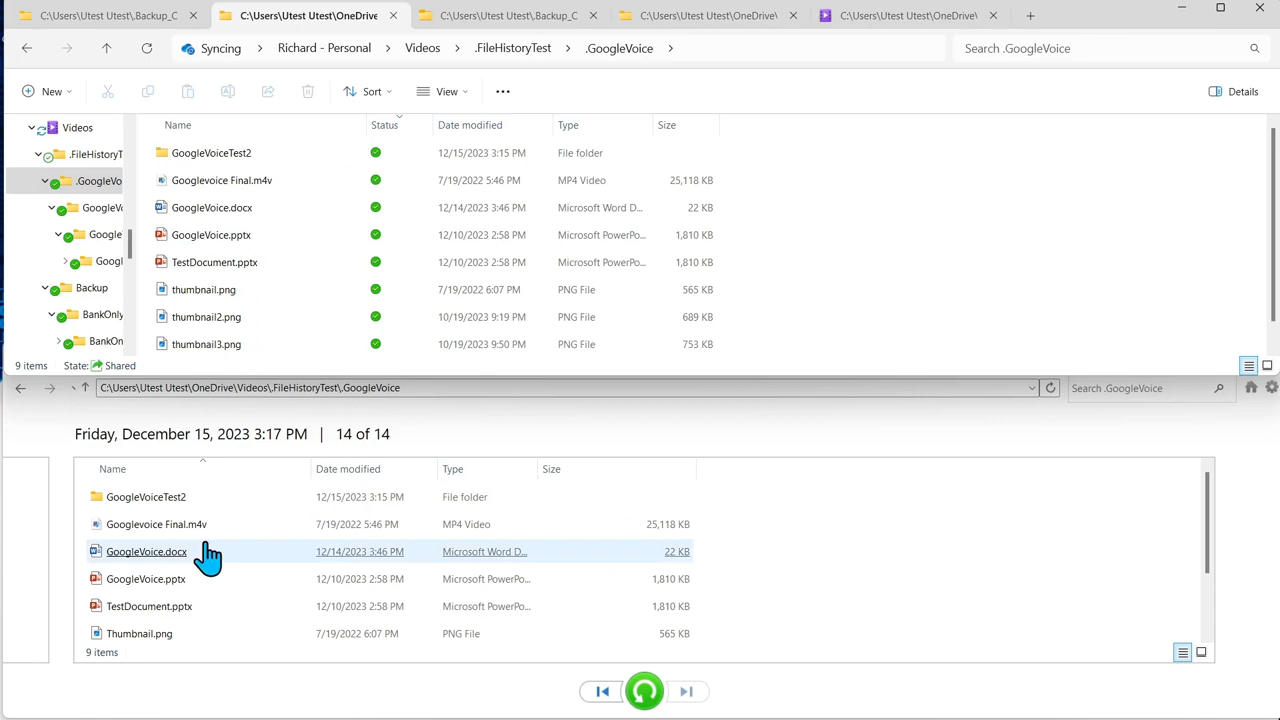 C:\Users\Utest Utest\.Backup_C
C:\Users\Utest Utest\OneDrive
C:\Users\Utest Utest\.Backup_C
C:\Users\Utest Utest\OneDrive\
C:\Users\Utest Utest\OneDrive\
Syncing > Richard - Personal > Videos > .FileHistoryTest > .GoogleVoice >
Search .GoogleVoice
New Sort View ... Details
Videos
.FileHistoryT
.GoogleVo
GoogleVo
Google
Googl
Backup
BankOnly
BankOn
Name Status Date modified Type Size
GoogleVoiceTest2 12/15/2023 3:15 PM File folder
Googlevoice Final.m4v 7/19/2022 5:46 PM MP4 Video 25,118 KB
GoogleVoice.docx 12/14/2023 3:46 PM Microsoft Word D... 22 KB
GoogleVoice.pptx 12/10/2023 2:58 PM Microsoft PowerPo... 1,810 KB
TestDocument.pptx 12/10/2023 2:58 PM Microsoft PowerPo... 1,810 KB
thumbnail.png 7/19/2022 6:07 PM PNG File 565 KB
thumbnail2.png 10/19/2023 9:19 PM PNG File 689 KB
thumbnail3.png 10/19/2023 9:50 PM PNG File 753 KB
9 items State: Shared
C:\Users\Utest Utest\OneDrive\Videos\.FileHistoryTest\.GoogleVoice
Search .GoogleVoice
Friday, December 15, 2023 3:17 PM | 14 of 14
Name Date modified Type Size
GoogleVoiceTest2 12/15/2023 3:15 PM File folder
Googlevoice Final.m4v 7/19/2022 5:46 PM MP4 Video 25,118 KB
GoogleVoice.docx 12/14/2023 3:46 PM Microsoft Word D... 22 KB
GoogleVoice.pptx 12/10/2023 2:58 PM Microsoft PowerPo... 1,810 KB
TestDocument.pptx 12/10/2023 2:58 PM Microsoft PowerPo... 1,810 KB
Thumbnail.png 7/19/2022 6:07 PM PNG File 565 KB
9 items